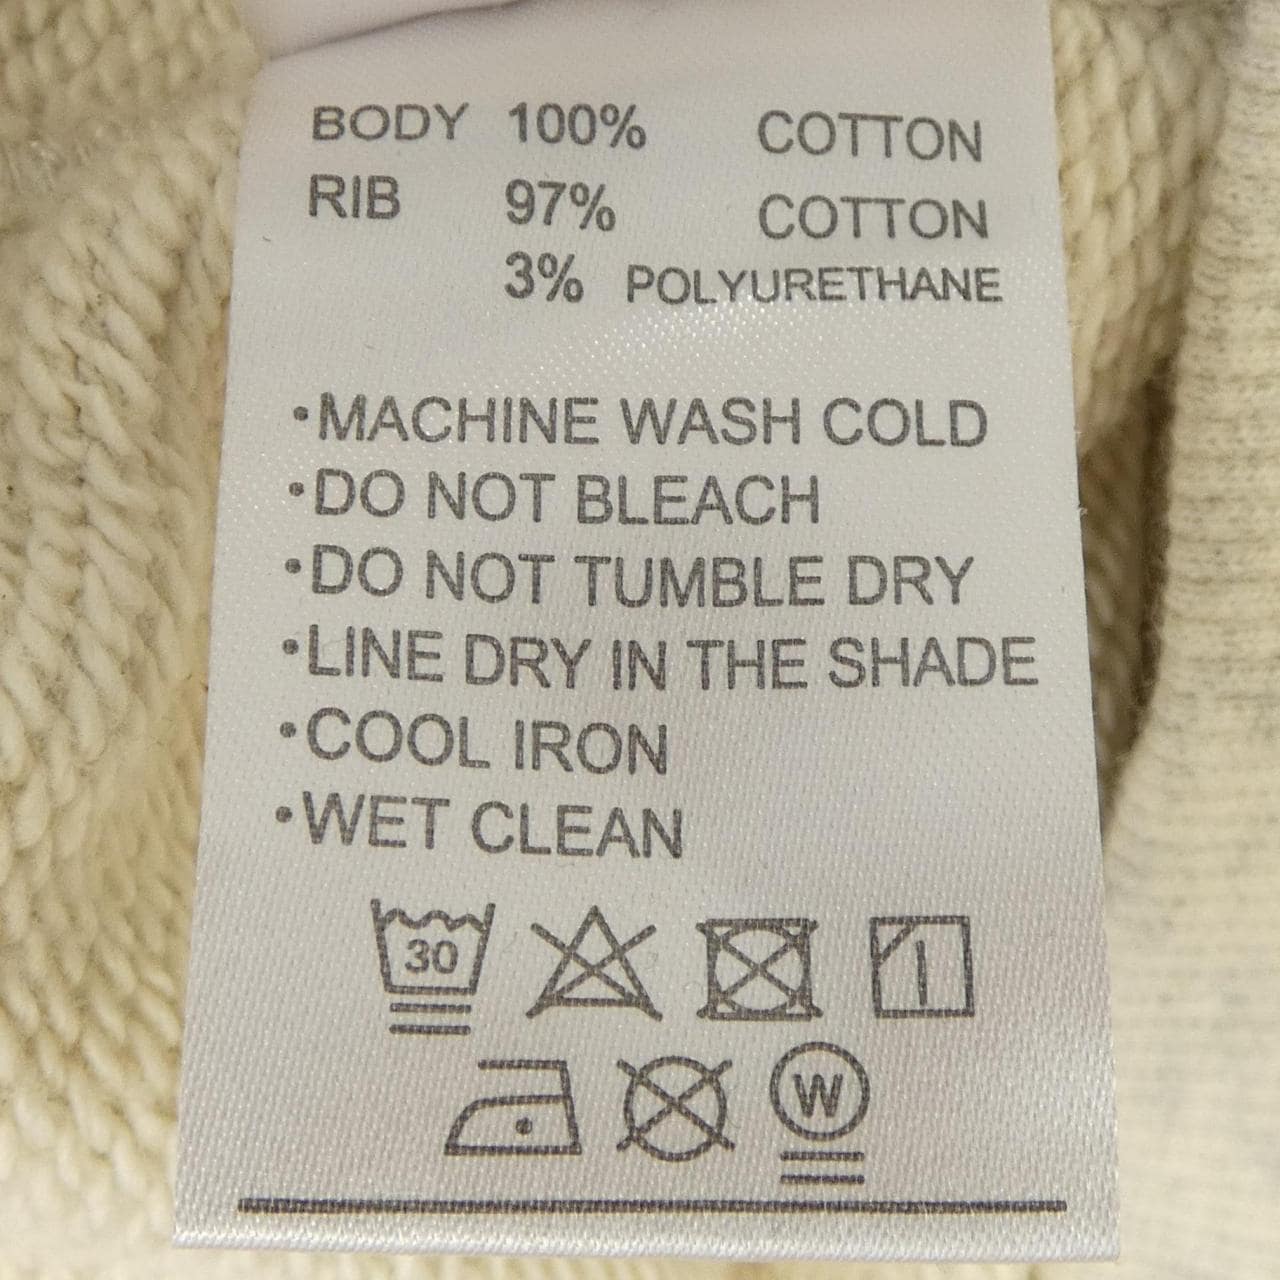 BODY 100% COTTON
RIB 97% COTTON
3% POLYURETHANE
•MACHINE WASH COLD
•DO NOT BLEACH
•DO NOT TUMBLE DRY
•LINE DRY IN THE SHADE
•COOL IRON
•WET CLEAN
30
W